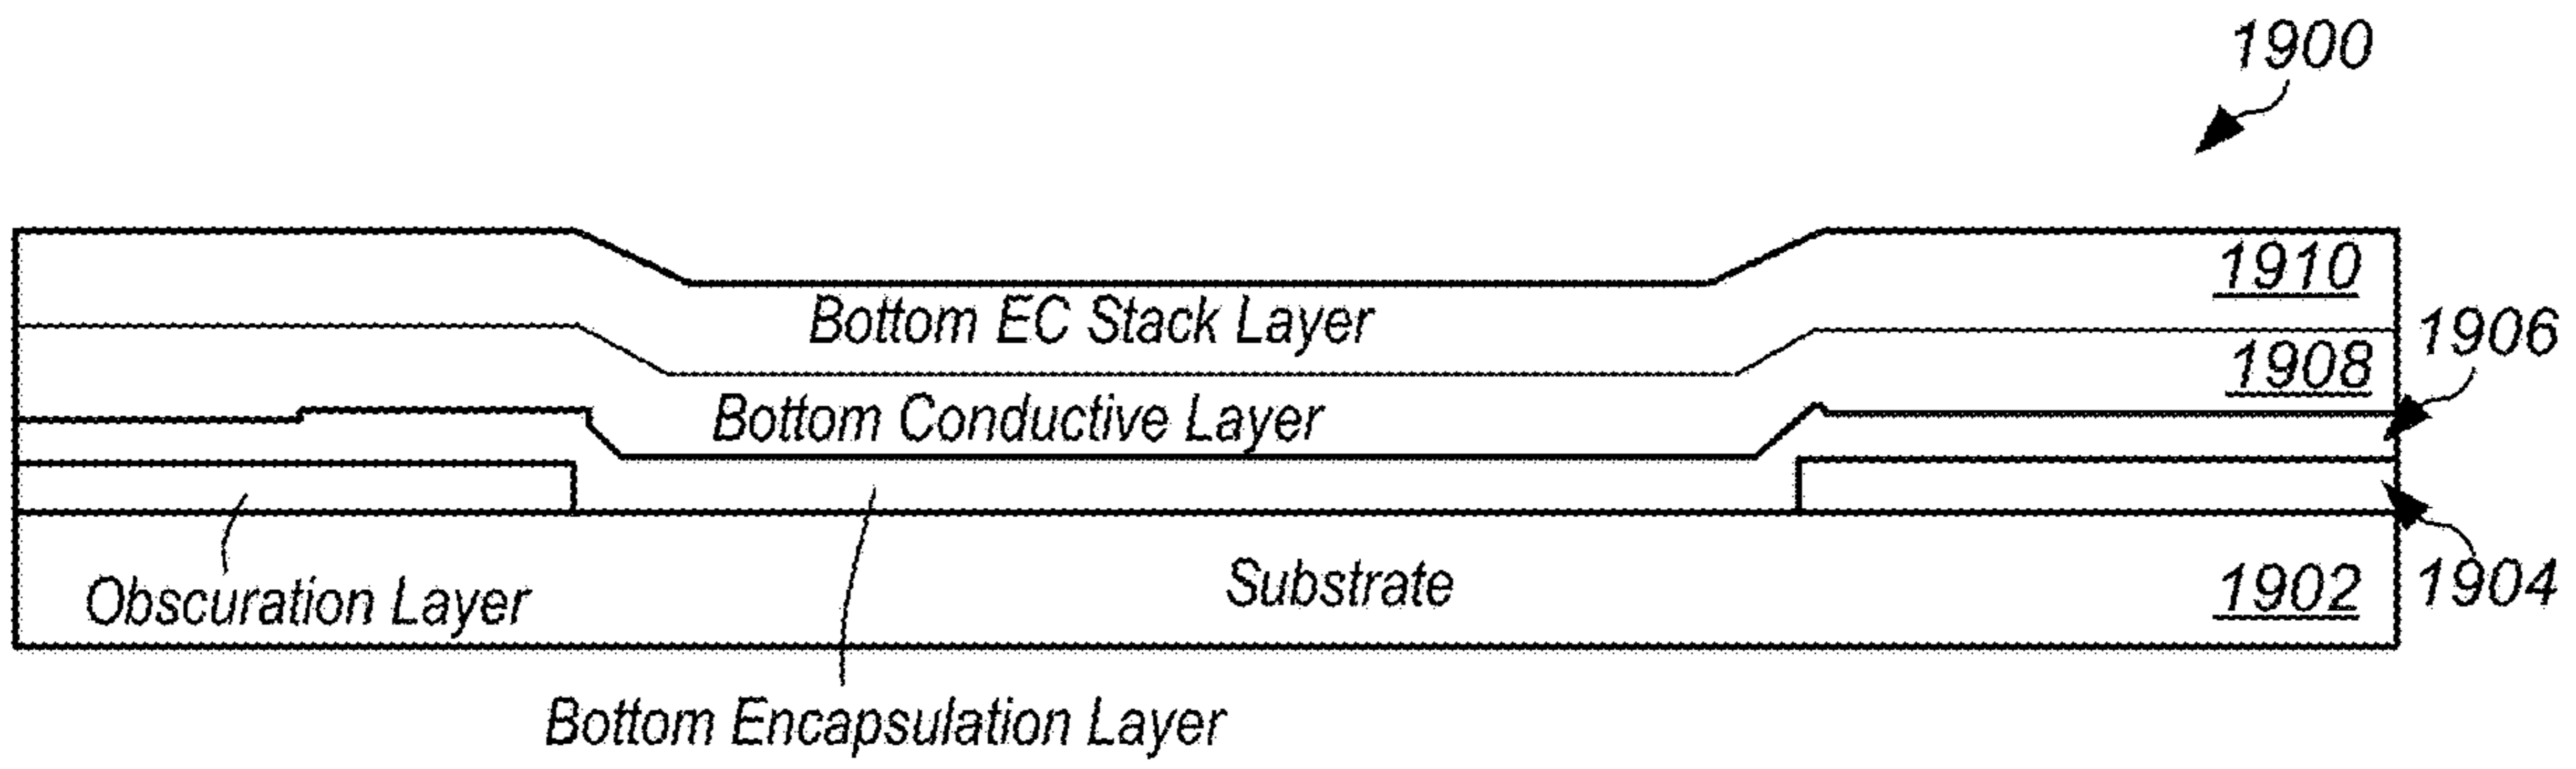 1900
1910
Bottom EC Stack Layer
1906
1908
Bottom Conductive Layer
Substrate
1902
1904
Obscuration Layer
Bottom Encapsulation Layer